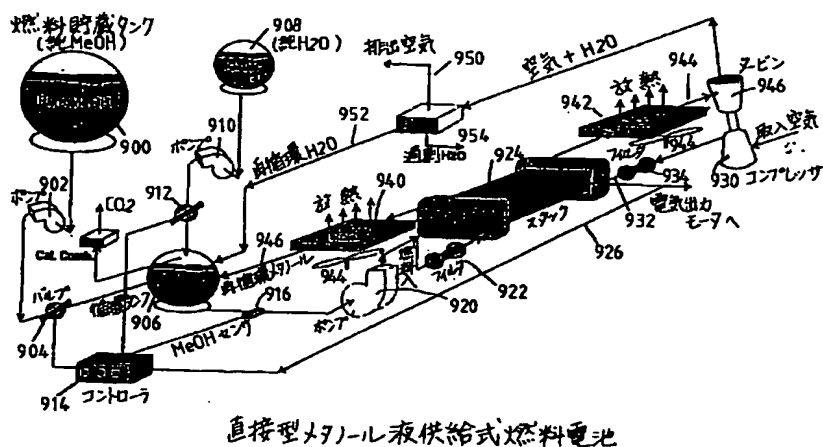 燃料貯蔵タンク
(純MeOH)
900
908
(純H2O)
ポンプ
910
ポンプ
902
912
CO2
Cat. Comb.
バルブ
904
循環タンク
906
914
コントローラ
MeOHセンサ
916
946
再循環メタノール
再循環H2O
952
排出空気
950
954
過剰H2O
空気+H2O
放熱
940
944
ポンプ
920
燃料入
フィルタ
922
924
スタック
放熱
942
944
944
タービン
946
取入空気
930
コンプレッサ
フィルタ
934
932
電気出力
モータへ
926
直接型メタノール液供給式燃料電池